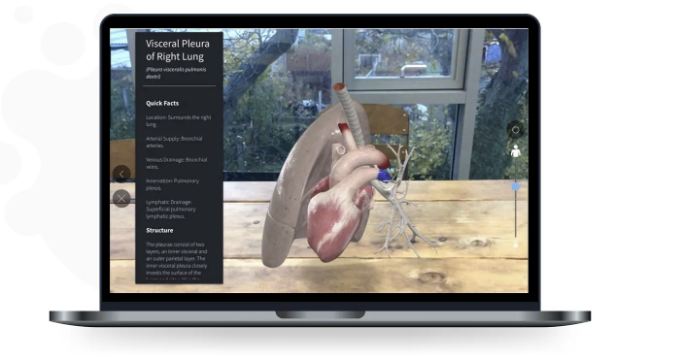 Visceral Pleura
of Right Lung
(Pleura visceralis pulmonis
dextri)
Quick Facts
Location: Surrounds the right
lung.
Arterial Supply: Bronchial
arteries.
Venous Drainage: Bronchial
veins.
Innervation: Pulmonary
plexus.
Lymphatic Drainage:
Superficial pulmonary
lymphatic plexus.
Structure
The pleurae consist of two
layers, an inner visceral and
an outer parietal layer. The
inner visceral pleura closely
invests the surface of the